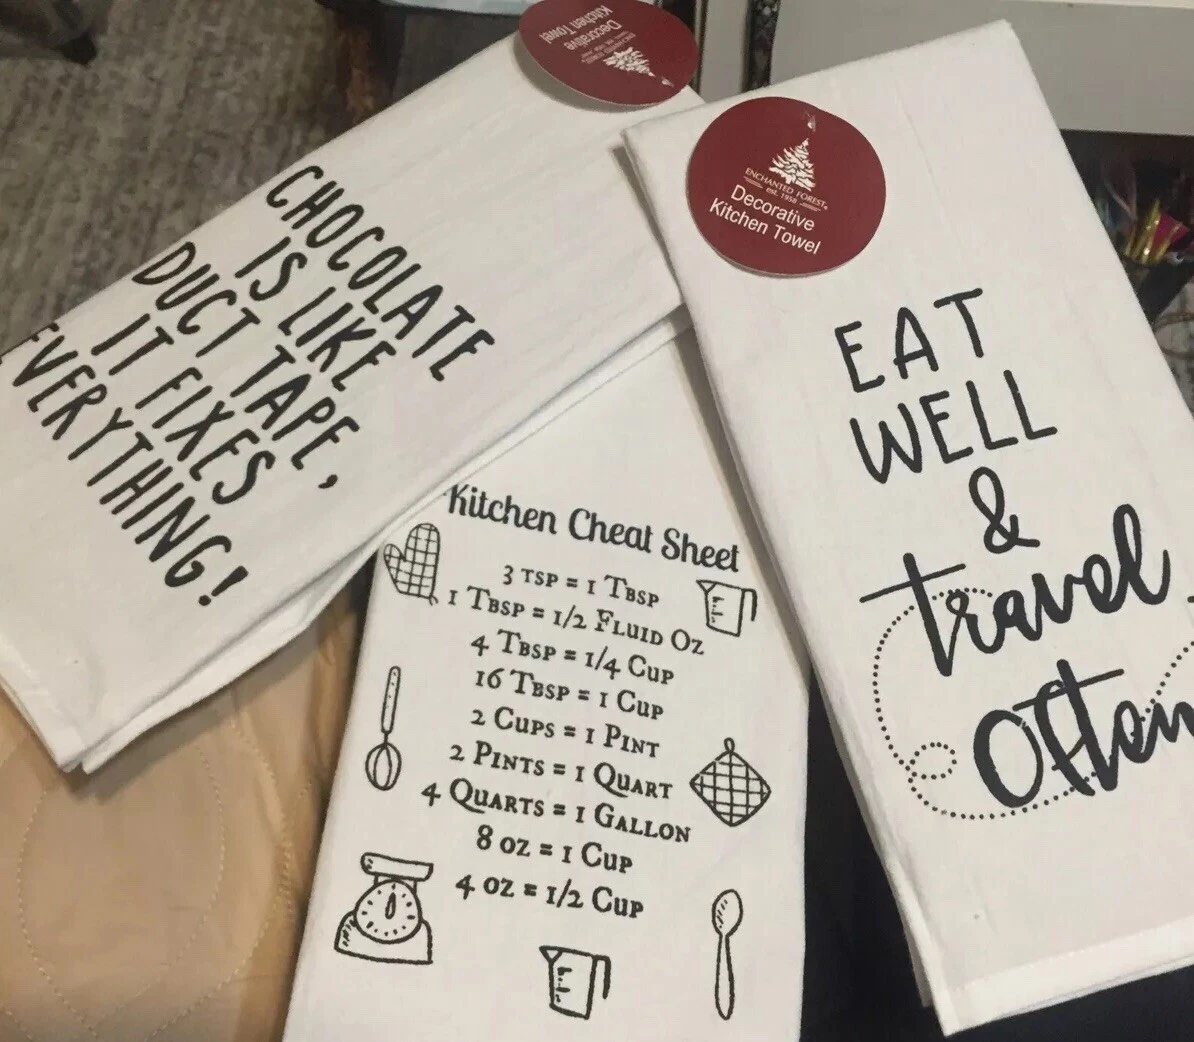 Decorative
Kitchen Towel
CHOCOLATE
IS LIKE
DUCT TAPE,
IT FIXES
EVERYTHING!
Kitchen Cheat Sheet
3 TSP = 1 TBSP
1 TBSP = 1/2 FLUID OZ
4 TBSP = 1/4 CUP
16 TBSP = 1 CUP
2 CUPS = 1 PINT
2 PINTS = 1 QUART
4 QUARTS = 1 GALLON
8 OZ = 1 CUP
4 OZ = 1/2 CUP
ENCHANTED FOREST®
est. 1958
Decorative
Kitchen Towel
EAT
WELL
&
travel
often